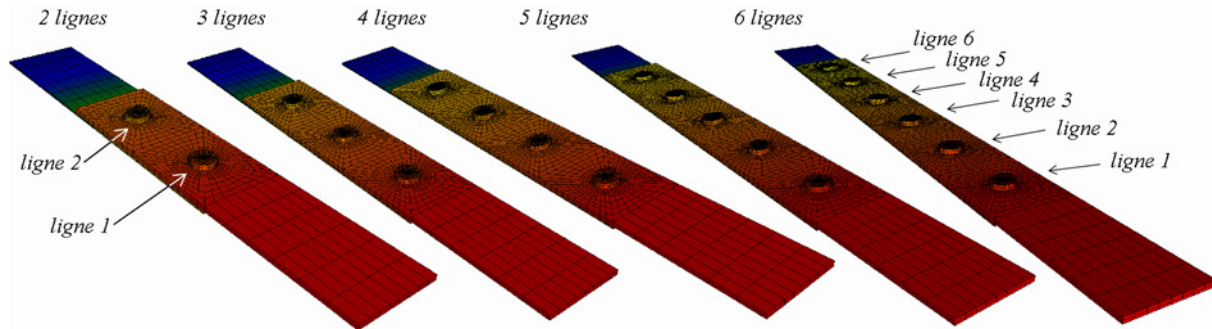 2 lignes
3 lignes
4 lignes
5 lignes
6 lignes
ligne 2
ligne 1
ligne 6
ligne 5
ligne 4
ligne 3
ligne 2
ligne 1